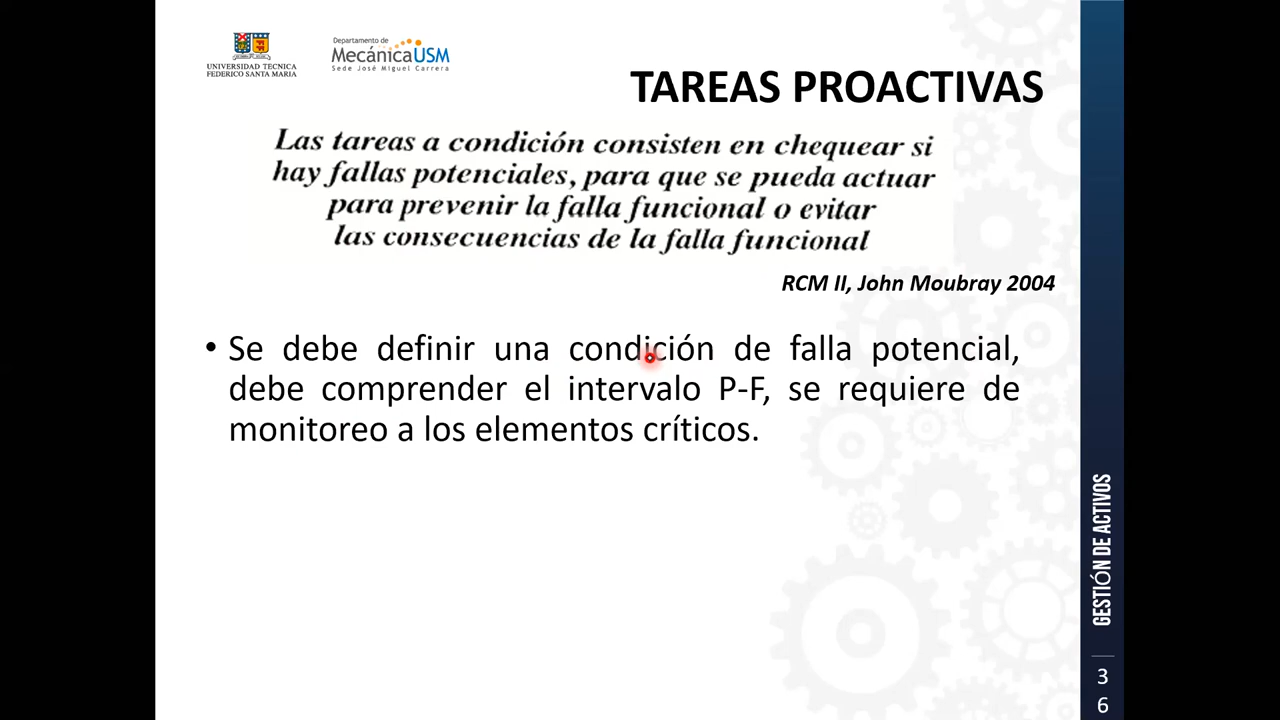 UNIVERSIDAD TECNICA
FEDERICO SANTA MARIA
Departamento de
MecánicaUSM
Sede José Miguel Carrera
TAREAS PROACTIVAS
Las tareas a condición consisten en chequear si
hay fallas potenciales, para que se pueda actuar
para prevenir la falla funcional o evitar
las consecuencias de la falla funcional
RCM II, John Moubray 2004
• Se debe definir una condición de falla potencial,
debe comprender el intervalo P-F, se requiere de
monitoreo a los elementos críticos.
GESTIÓN DE ACTIVOS
3
6